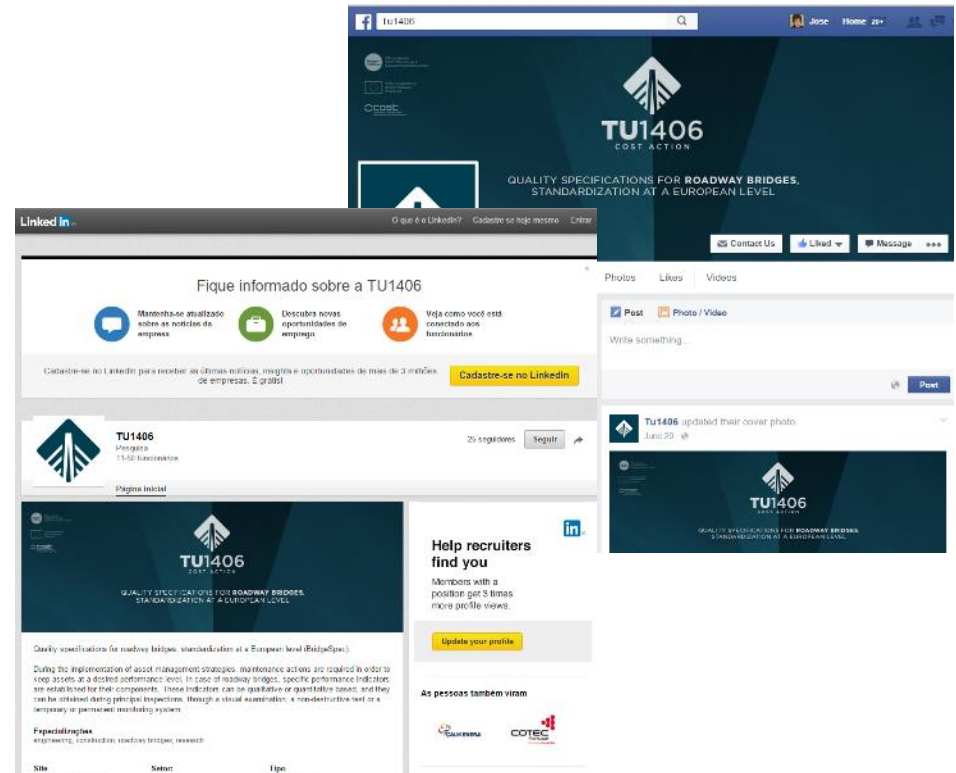 Tu1406
Jose Home 20+
TU1406
COST ACTION
QUALITY SPECIFICATIONS FOR ROADWAY BRIDGES,
STANDARDIZATION AT A EUROPEAN LEVEL
Contact Us Liked Message
Photos Likes Videos
Post Photo / Video
Write something...
Post
Tu1406 updated their cover photo.
June 29
TU1406
COST ACTION
QUALITY SPECIFICATIONS FOR ROADWAY BRIDGES,
STANDARDIZATION AT A EUROPEAN LEVEL
Linked in
O que é o LinkedIn? Cadastre-se hoje mesmo Entrar
Fique informado sobre a TU1406
Mantenha-se atualizado
sobre as notícias da
empresa
Descubra novas
oportunidades de
emprego
Veja como você está
conectado aos
funcionários
Cadastre-se no LinkedIn para receber as últimas notícias, insights e oportunidades de mais de 3 milhões
de empresas. É grátis!
Cadastre-se no LinkedIn
TU1406
Pesquisa
11-50 funcionários
seguidores Seguir
Página inicial
TU1406
COST ACTION
QUALITY SPECIFICATIONS FOR ROADWAY BRIDGES,
STANDARDIZATION AT A EUROPEAN LEVEL
Quality specifications for roadway bridges, standardization at a European level (BridgeSpec).
During the implementation of asset management strategies, maintenance actions are required in order to
keep assets at a desired performance level. In case of roadway bridges, specific performance indicators
are established for their components. These indicators can be qualitative or quantitative based, and they
can be obtained during principal inspections, through a visual examination, a non-destructive test or a
temporary or permanent monitoring system.
Especializações
engineering, construction, roadway bridges, research
Site Setor: Tipo
in
Help recruiters
find you
Members with a
position get 3 times
more profile views.
Update your profile
As pessoas também viram
COTEC